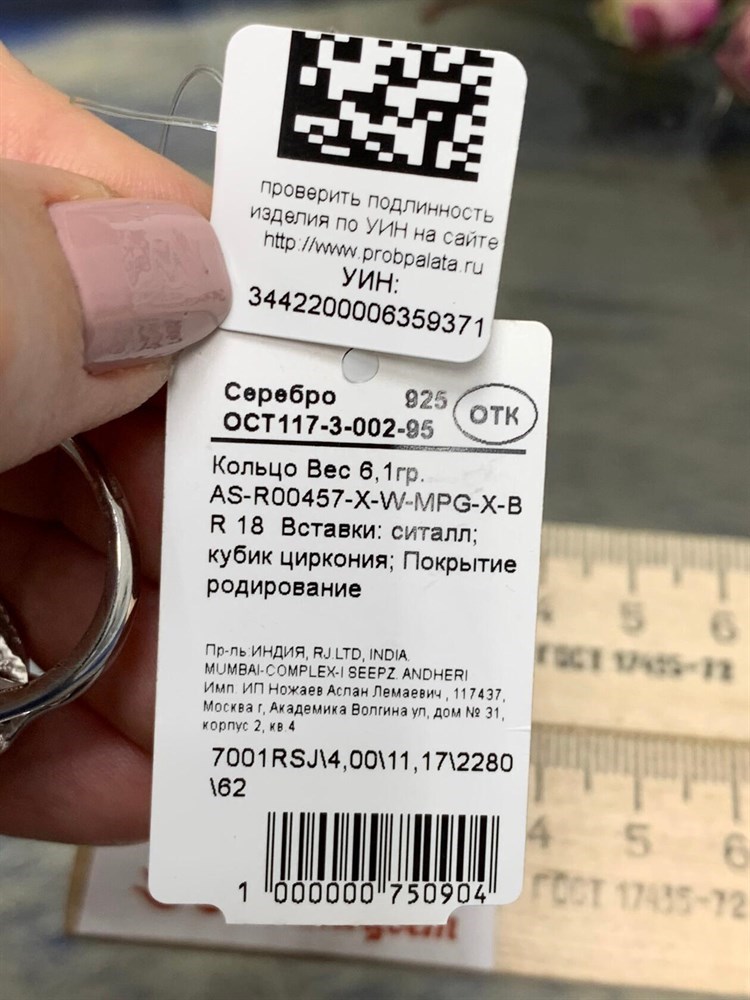 проверить подлинность
изделия по УИН на сайте
http://www.probpalata.ru
УИН:
3442200006359371
Серебро 925 ОТК
ОСТ117-3-002-95
Кольцо Вес 6,1гр.
AS-R00457-X-W-MPG-X-B
R 18 Вставки: ситалл;
кубик циркония; Покрытие
родирование
Пр-ль:ИНДИЯ, RJ.LTD, INDIA.
MUMBAI-COMPLEX-I SEEPZ. ANDHERI
Имп. ИП Ножаев Аслан Лемаевич , 117437,
Москва г, Академика Волгина ул, дом № 31,
корпус 2, кв.4
7001RSJ\4,00\11,17\2280
\62
1 000000 750904
5 6
ГОСТ 17435-72
4 5 6
ГОСТ 17435-72